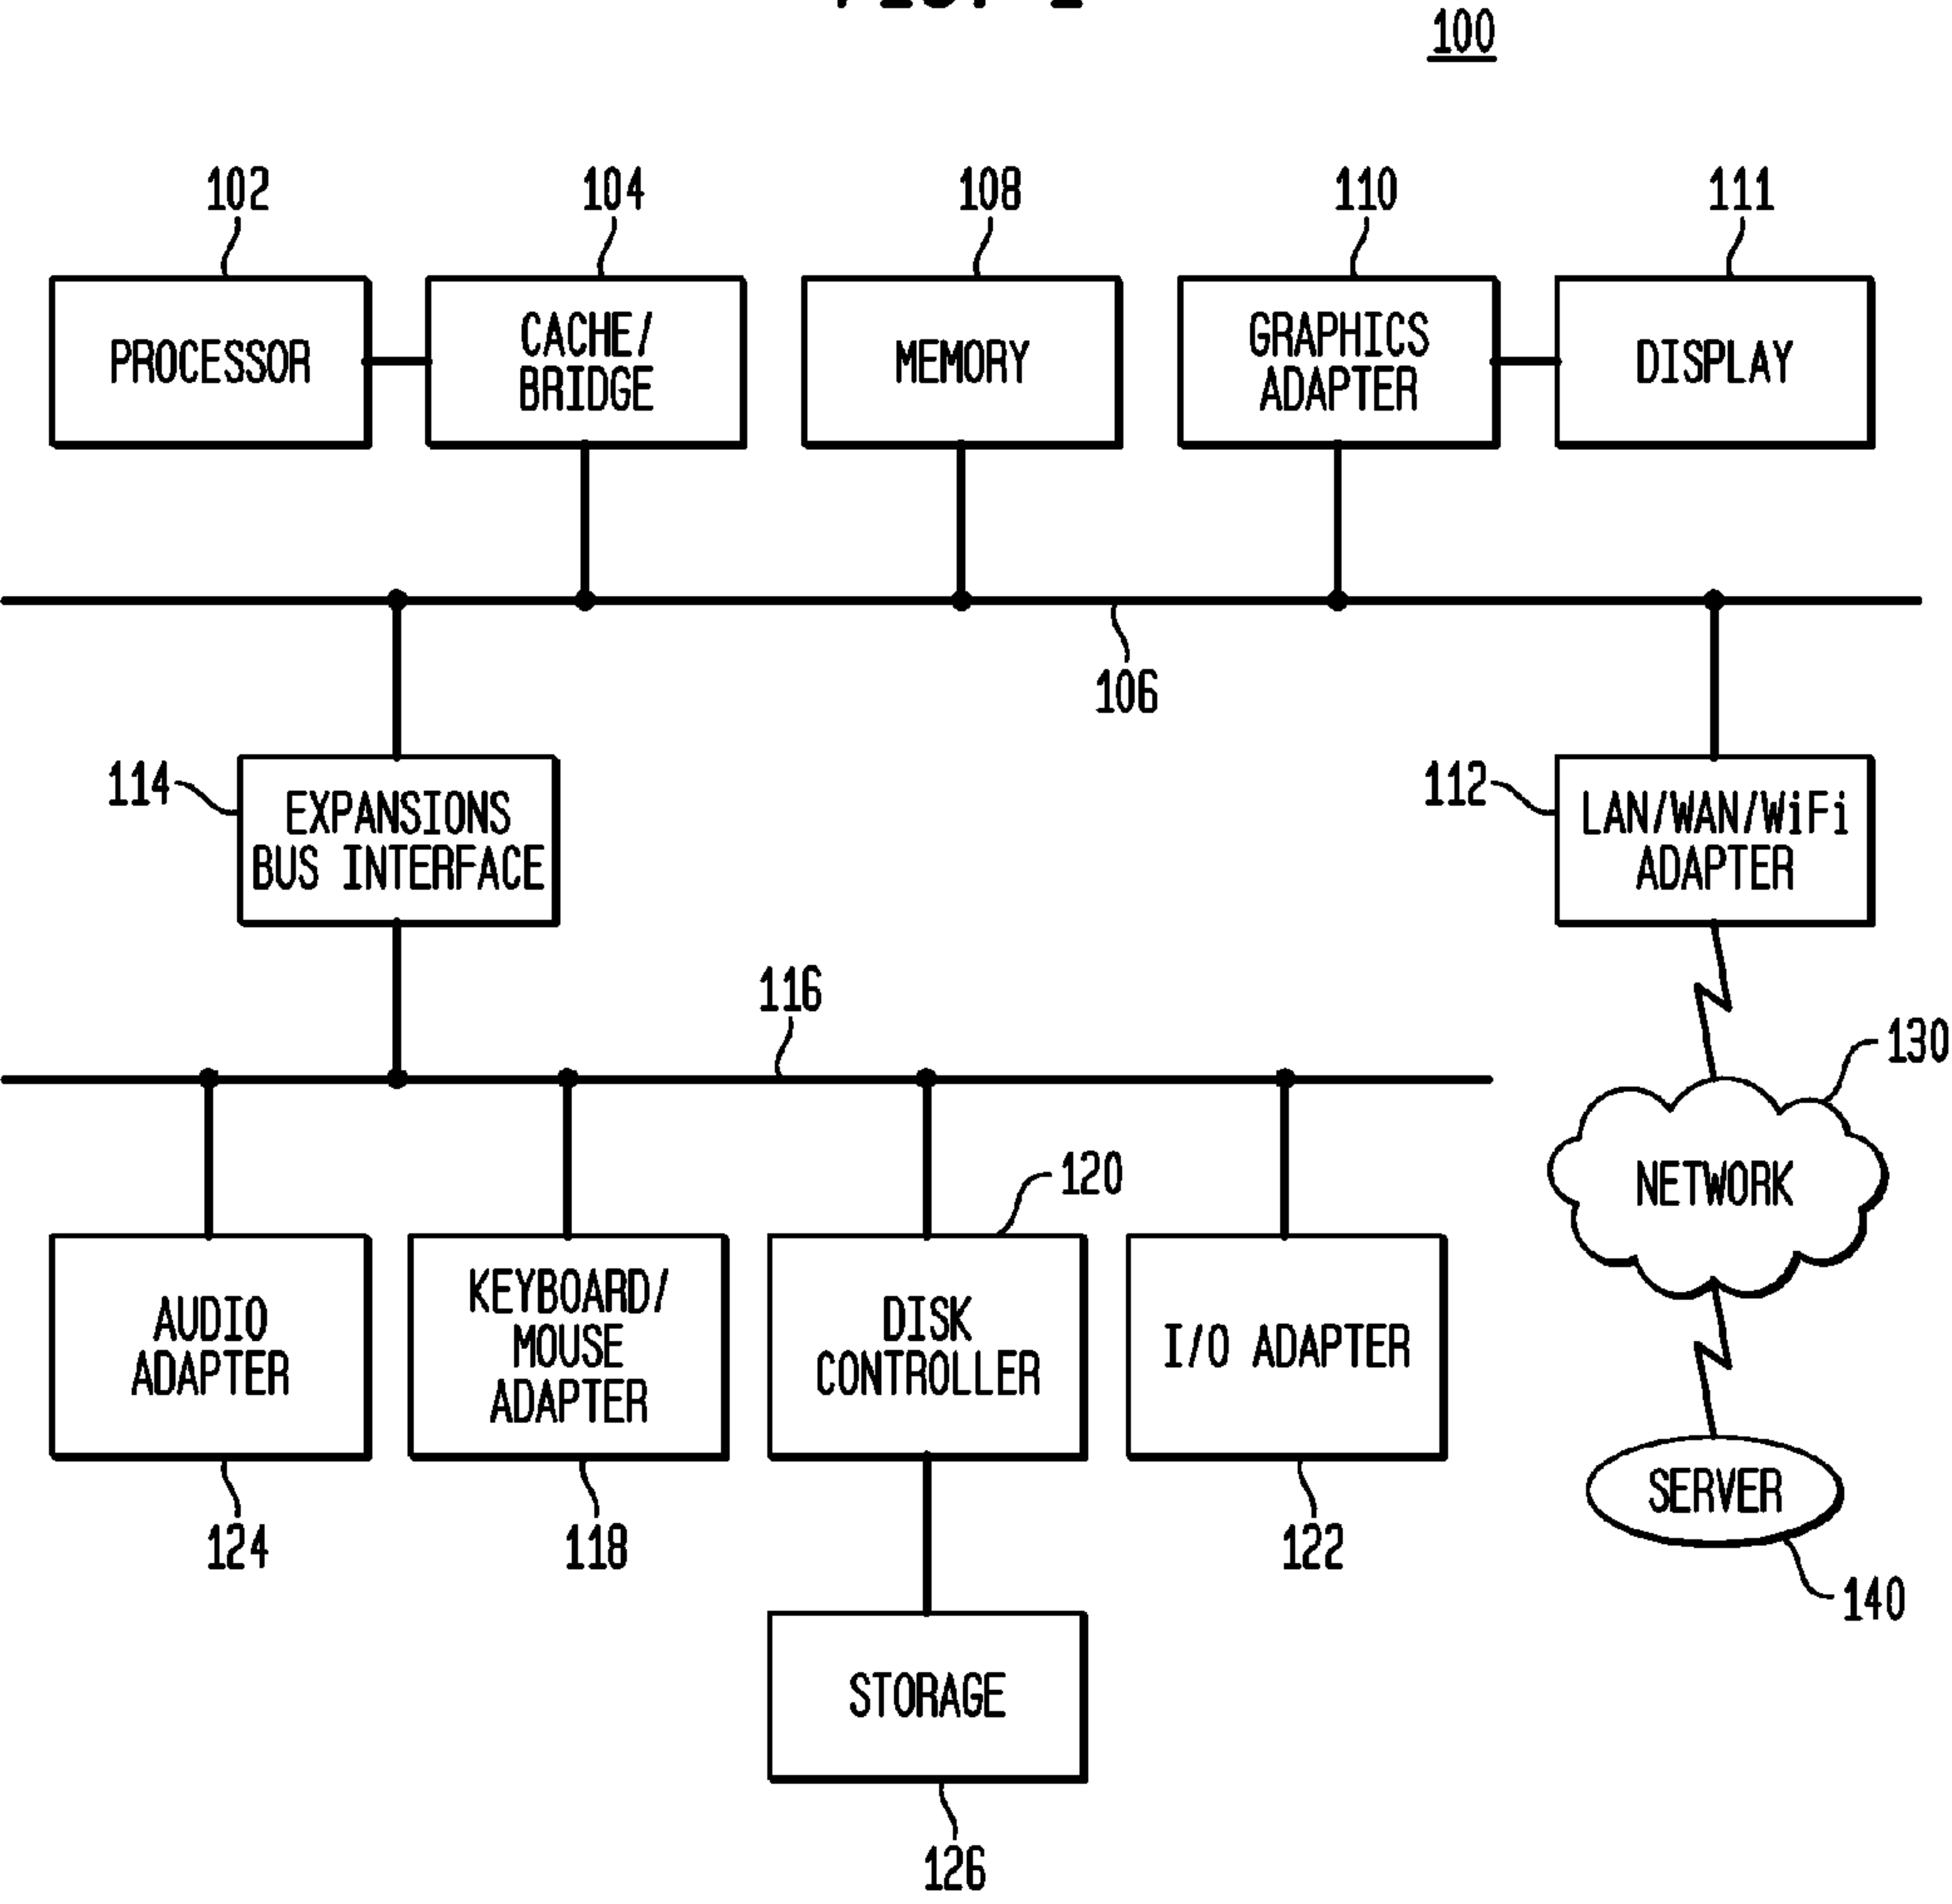 100
102
104
108
110
111
PROCESSOR
CACHE/
BRIDGE
MEMORY
GRAPHICS
ADAPTER
DISPLAY
106
114
EXPANSIONS
BUS INTERFACE
112
LAN/WAN/WiFi
ADAPTER
116
130
NETWORK
120
AUDIO
ADAPTER
KEYBOARD/
MOUSE
ADAPTER
DISK
CONTROLLER
I/O ADAPTER
SERVER
124
118
122
140
STORAGE
126